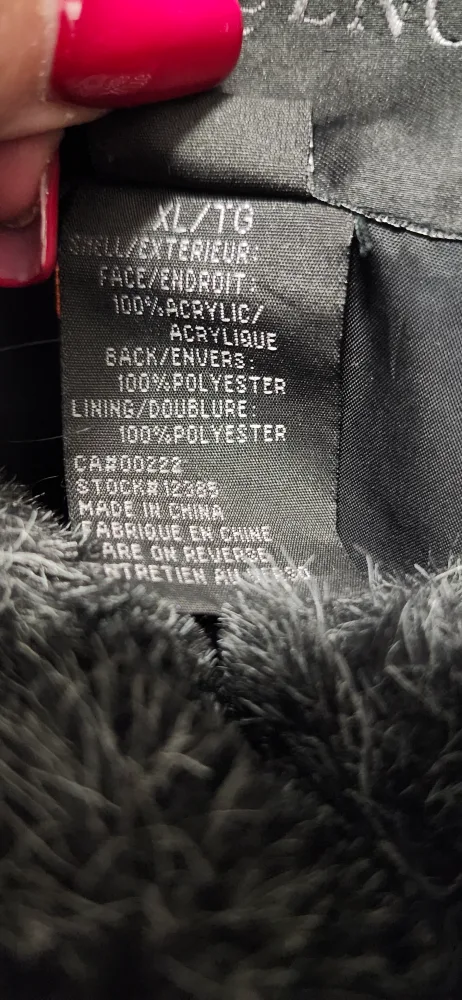 XL/TG
SHELL/EXTERIEUR:
FACE/ENDROIT:
100%ACRYLIC/
ACRYLIQUE
BACK/ENVERS:
100%POLYESTER
LINING/DOUBLURE:
100%POLYESTER
CA#00222
STOCK#12385
MADE IN CHINA
FABRIQUE EN CHINE
ARE ON REVERSE
NTRETIEN AU